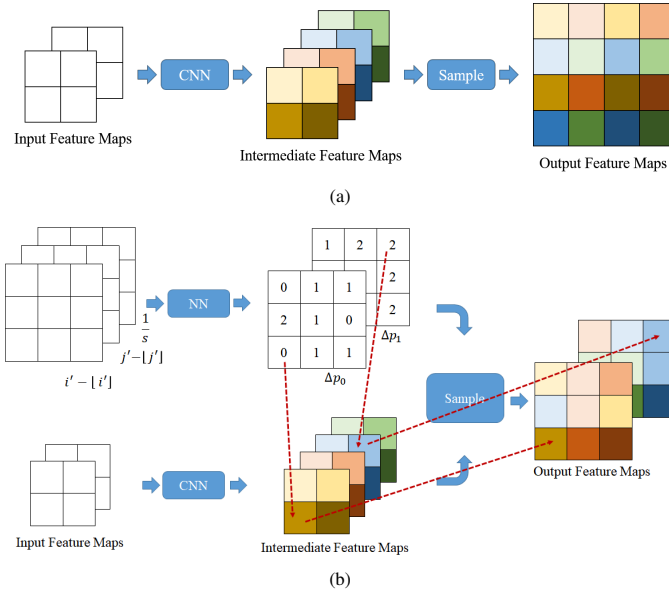 CNN
Sample
Input Feature Maps
Intermediate Feature Maps
Output Feature Maps
(a)
1 2 2
2
2
Δp₁
0 1 1
2 1 0
0 1 1
Δp₀
NN
1/s
j′−⌊j′⌋
i′ − ⌊i′⌋
Sample
CNN
Output Feature Maps
Input Feature Maps
Intermediate Feature Maps
(b)